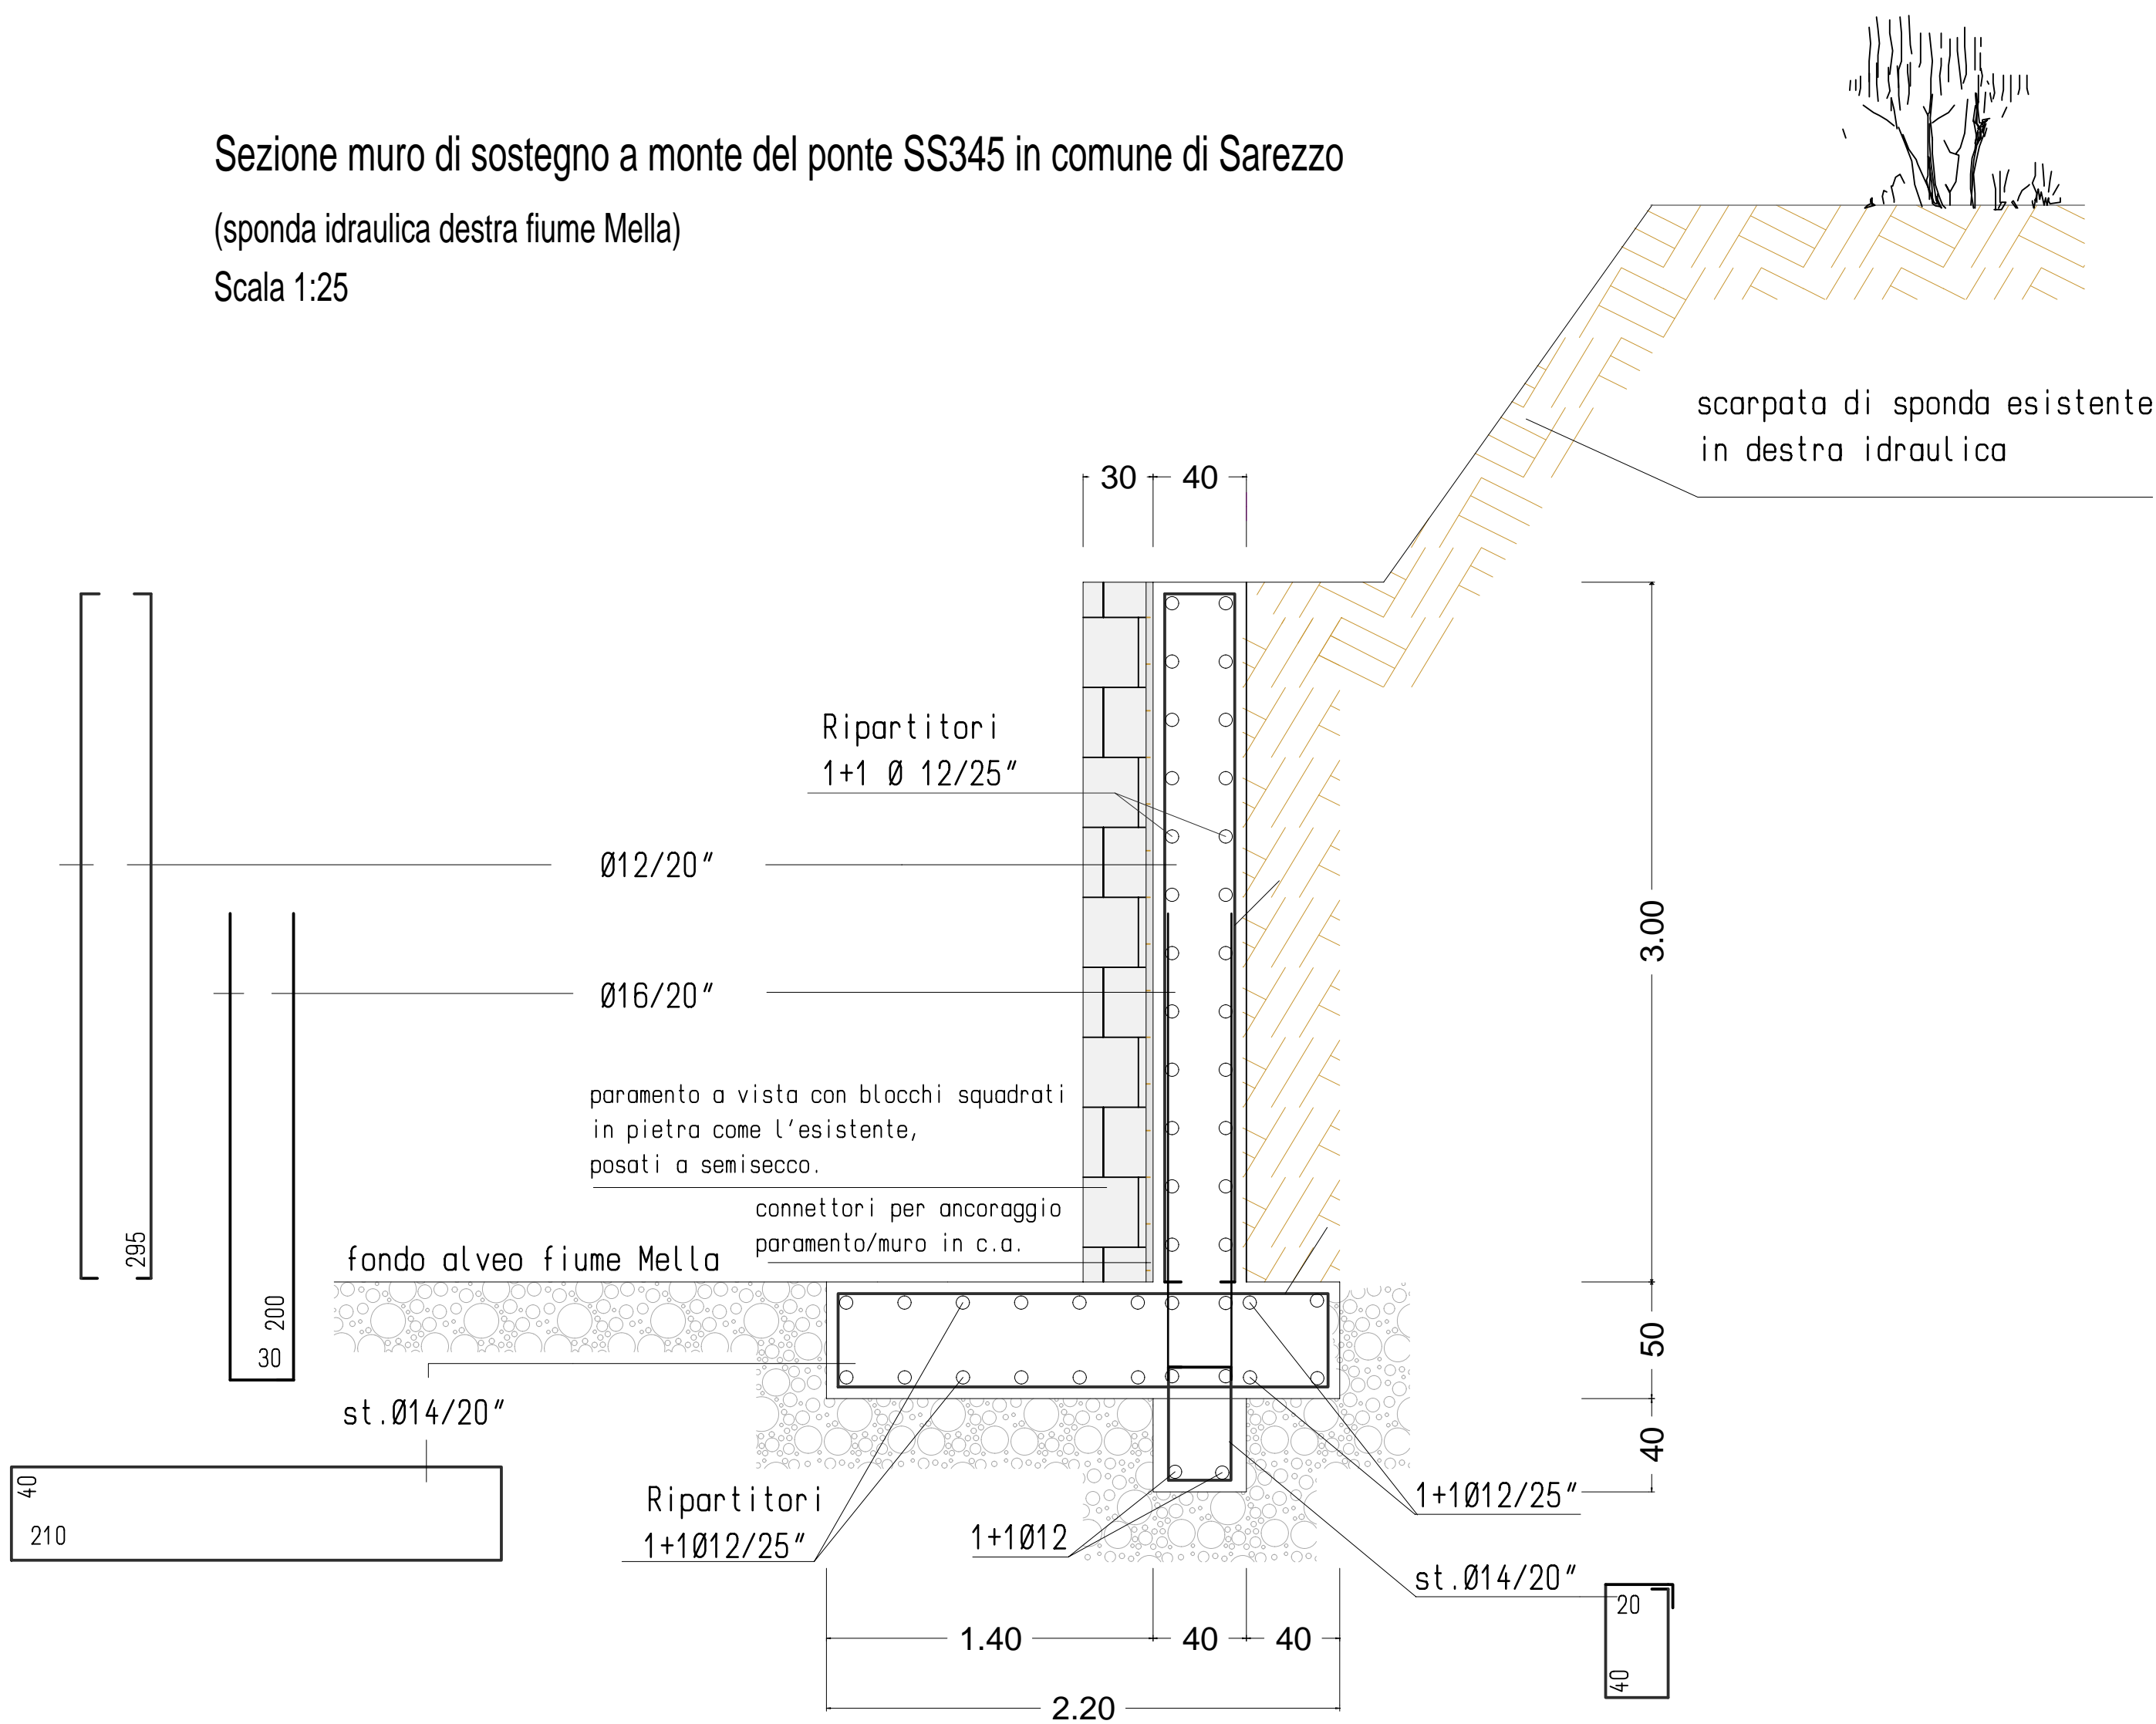 Sezione muro di sostegno a monte del ponte SS345 in comune di Sarezzo
(sponda idraulica destra fiume Mella)
Scala 1:25
scarpata di sponda esistente
in destra idraulica
30
40
Ripartitori
1+1 Ø 12/25"
Ø12/20"
3.00
Ø16/20"
paramento a vista con blocchi squadrati
in pietra come l'esistente,
posati a semisecco.
connettori per ancoraggio
paramento/muro in c.a.
295
fondo alveo fiume Mella
200
30
50
st.Ø14/20"
40
40
210
Ripartitori
1+1Ø12/25"
1+1Ø12
1+1Ø12/25"
st.Ø14/20"
20
40
1.40
40
40
2.20